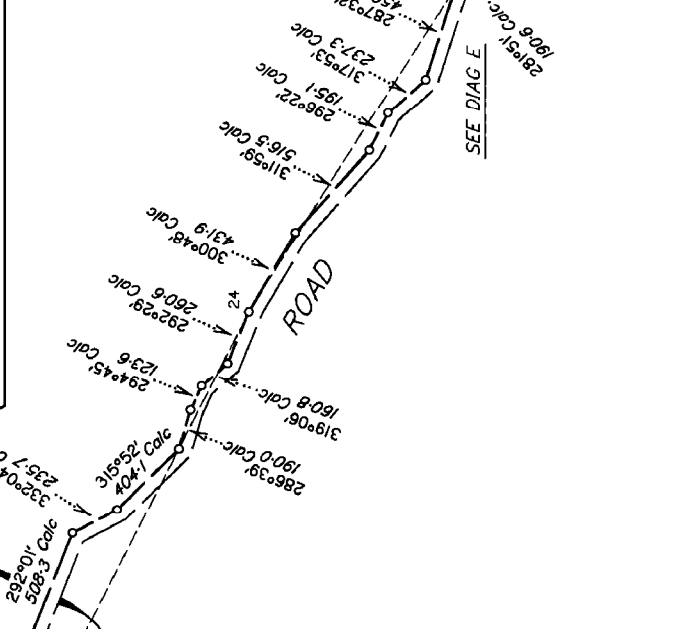 287°32'
281°51' Calc
190·6
317°53' Calc
237·3
SEE DIAG E
296°22' Calc
195·1
311°59'
516·5 Calc
300°48' Calc
431·9
24
ROAD
292°29' Calc
260·6
294°45' Calc
123·6
319°06'
160·8 Calc
315°52'
404·1 Calc
286°39'
190·0 Calc
235·7
292°01'
508·3 Calc